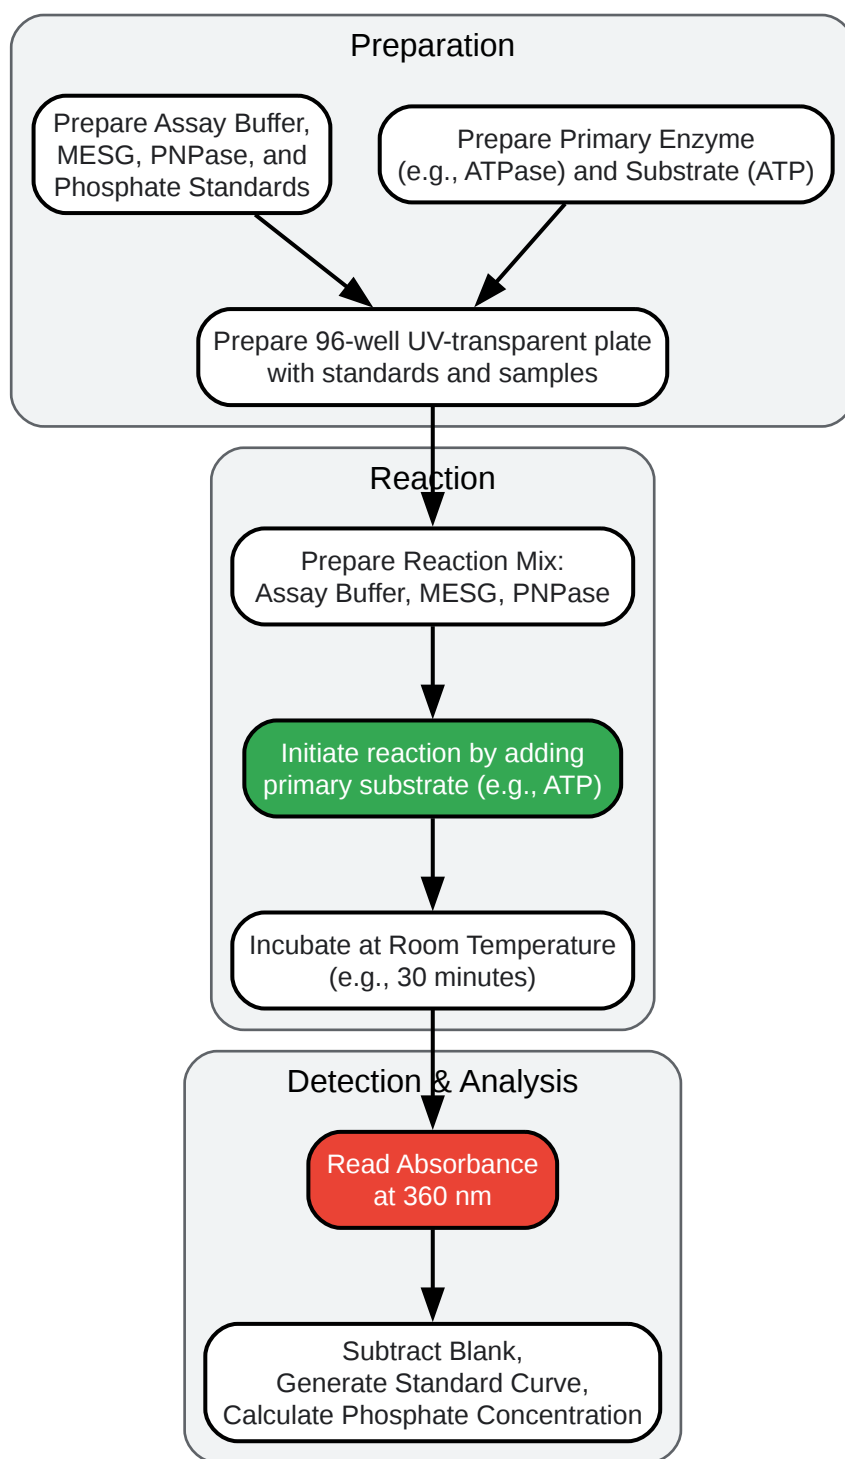 Preparation
Prepare Assay Buffer,
MESG, PNPase, and
Phosphate Standards
Prepare Primary Enzyme
(e.g., ATPase) and Substrate (ATP)
Prepare 96-well UV-transparent plate
with standards and samples
Reaction
Prepare Reaction Mix:
Assay Buffer, MESG, PNPase
Initiate reaction by adding
primary substrate (e.g., ATP)
Incubate at Room Temperature
(e.g., 30 minutes)
Detection & Analysis
Read Absorbance
at 360 nm
Subtract Blank,
Generate Standard Curve,
Calculate Phosphate Concentration